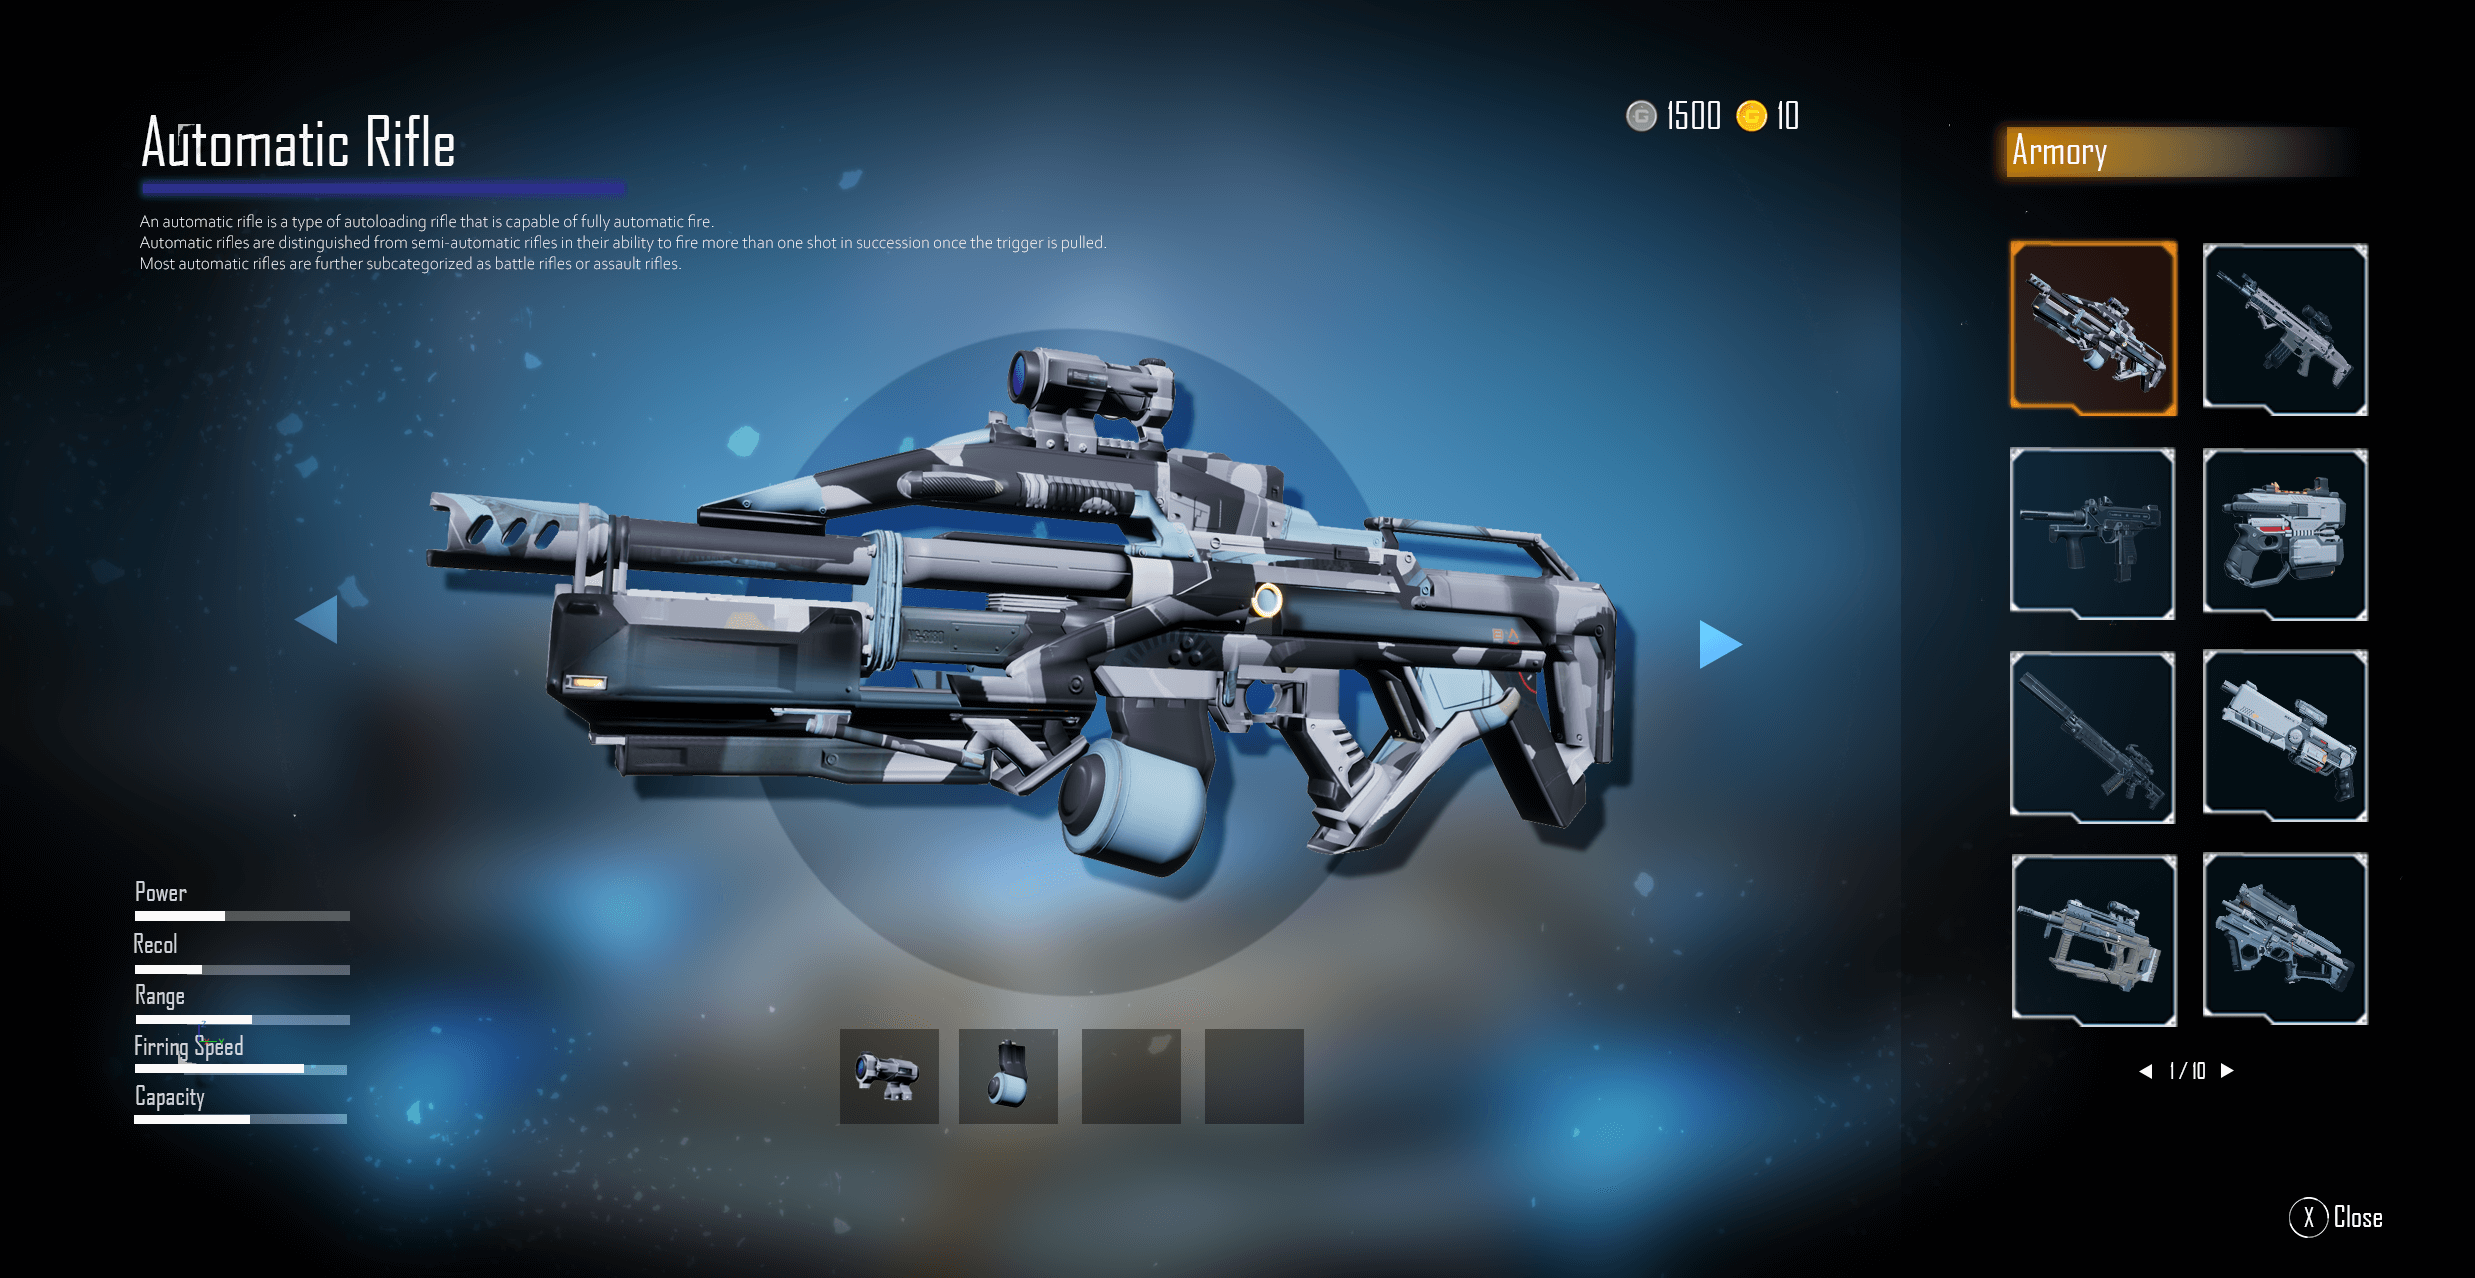 Automatic Rifle
An automatic rifle is a type of autoloading rifle that is capable of fully automatic fire.
Automatic rifles are distinguished from semi-automatic rifles in their ability to fire more than one shot in succession once the trigger is pulled.
Most automatic rifles are further subcategorized as battle rifles or assault rifles.
G 1500 G 10
Armory
Power
Recol
Range
Firring Speed
Capacity
1 / 10
X Close